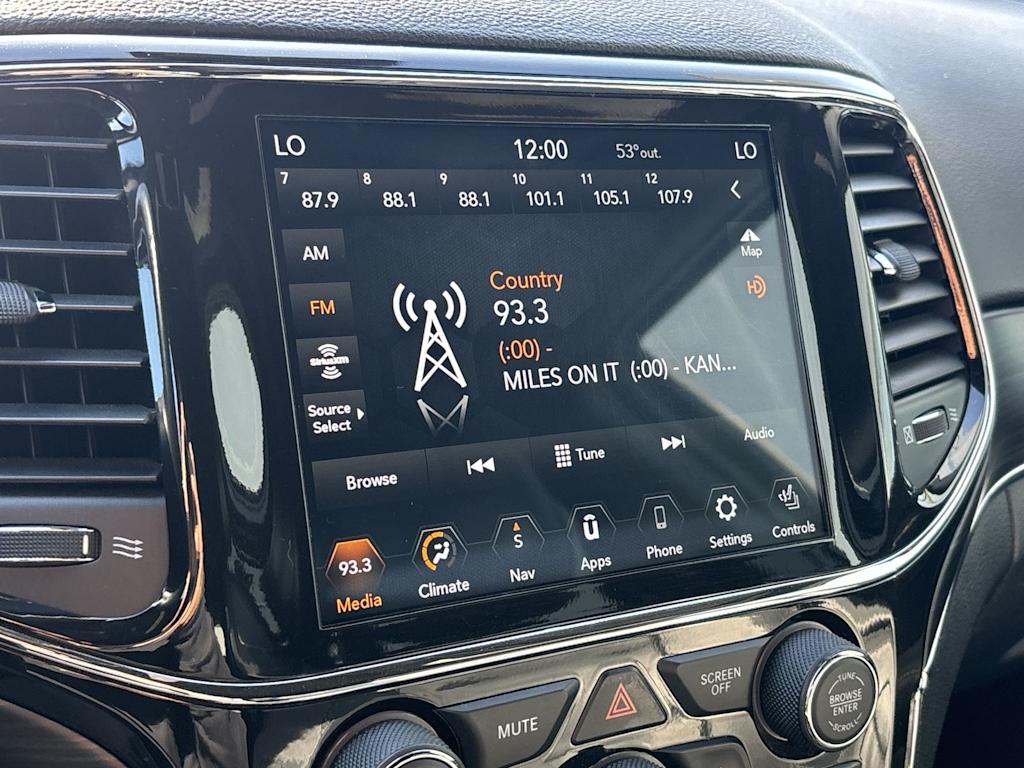 LO 12:00 53° out. LO
7 8 9 10 11 12
87.9 88.1 88.1 101.1 105.1 107.9
AM
Map
Country
HD
FM
93.3
(:00) -
SiriusXM
MILES ON IT (:00) - KAN...
Source
Select
Browse
Tune
Audio
93.3
S
u
Media
Climate
Nav
Apps
Phone
Settings
Controls
MUTE
SCREEN
OFF
TUNE
BROWSE
ENTER
SCROLL